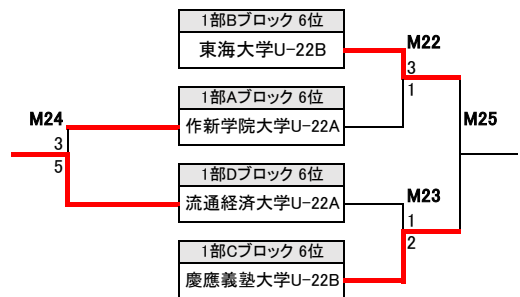 1部Bブロック 6位
東海大学U-22B
M22
3
1
1部Aブロック 6位
作新学院大学U-22A
M24
3
5
M25
1部Dブロック 6位
流通経済大学U-22A
M23
1
2
1部Cブロック 6位
慶應義塾大学U-22B